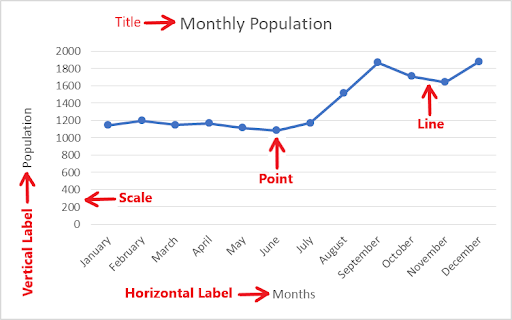 Title Monthly Population
2000
1800
1600
1400
1200
1000
800
600
400
200
0
Population
Vertical Label
Scale
Point
Line
January February March April May June July August September October November December
Horizontal Label Months